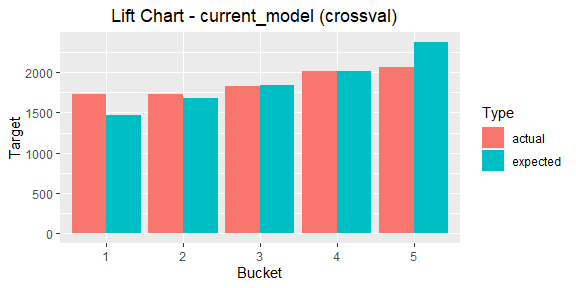 Lift Chart - current_model (crossval)
Target
2000
1500
1000
500
0
1 2 3 4 5
Bucket
Type
actual
expected